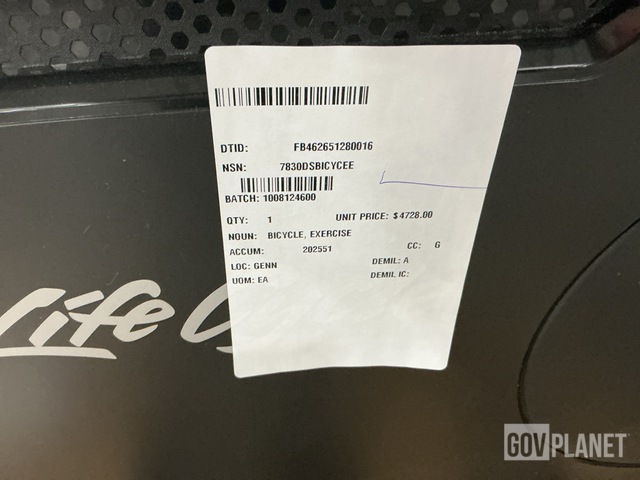 DTID: FB462651280016
NSN: 7830DSBICYCEE
BATCH: 1008124600
QTY: 1 UNIT PRICE: $4728.00
NOUN: BICYCLE, EXERCISE
ACCUM: 202551 CC: G
LOC: GENN DEMIL: A
UOM: EA DEMIL IC:
Life
GOVPLANET